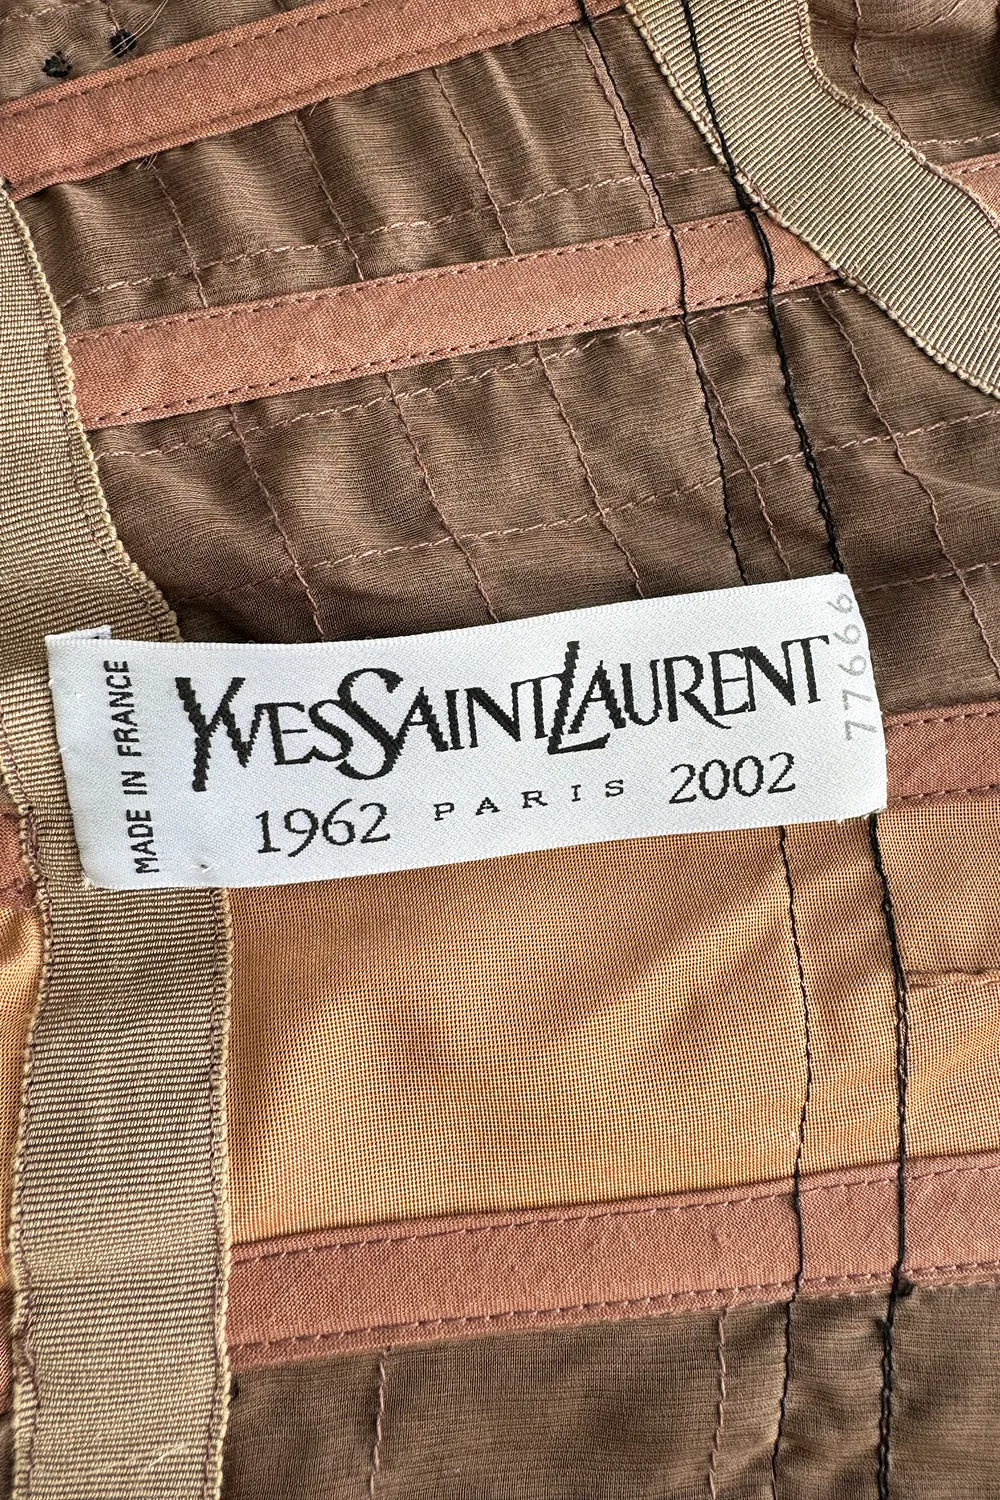 MADE IN FRANCE
YVESSAINTLAURENT
1962 PARIS 2002
77666